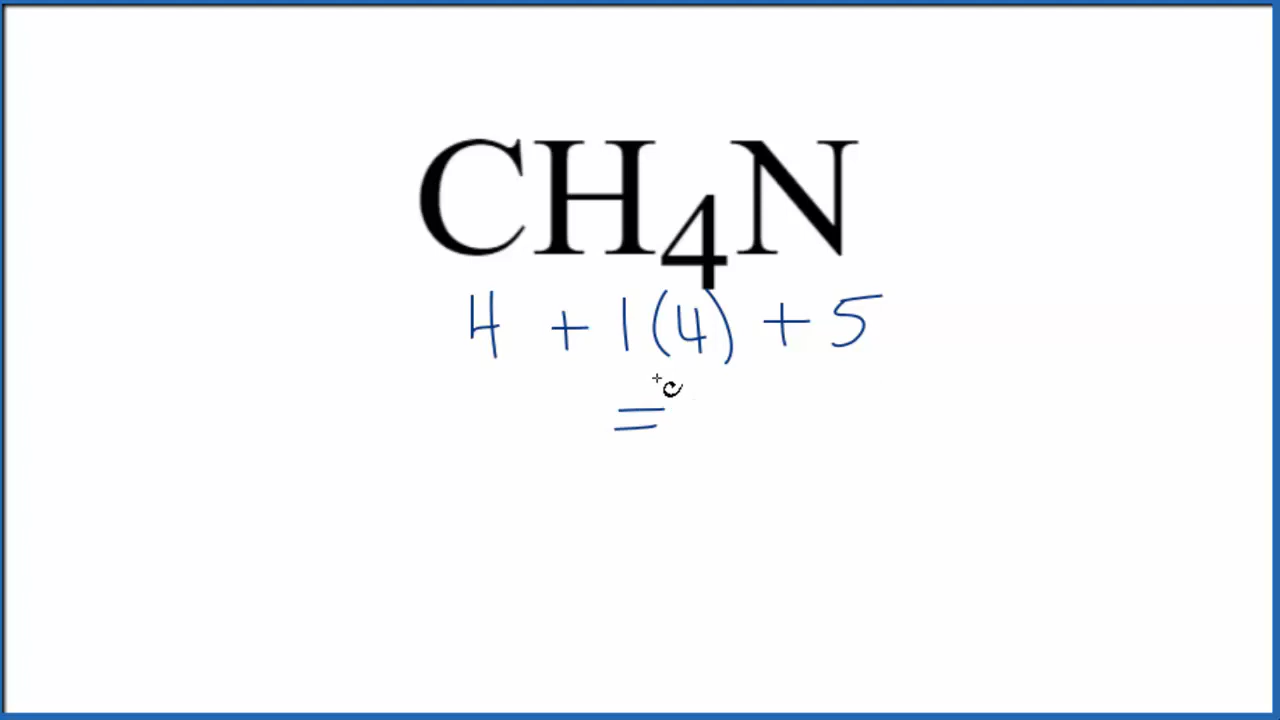 CH₄N
4 + 1(4) + 5
=